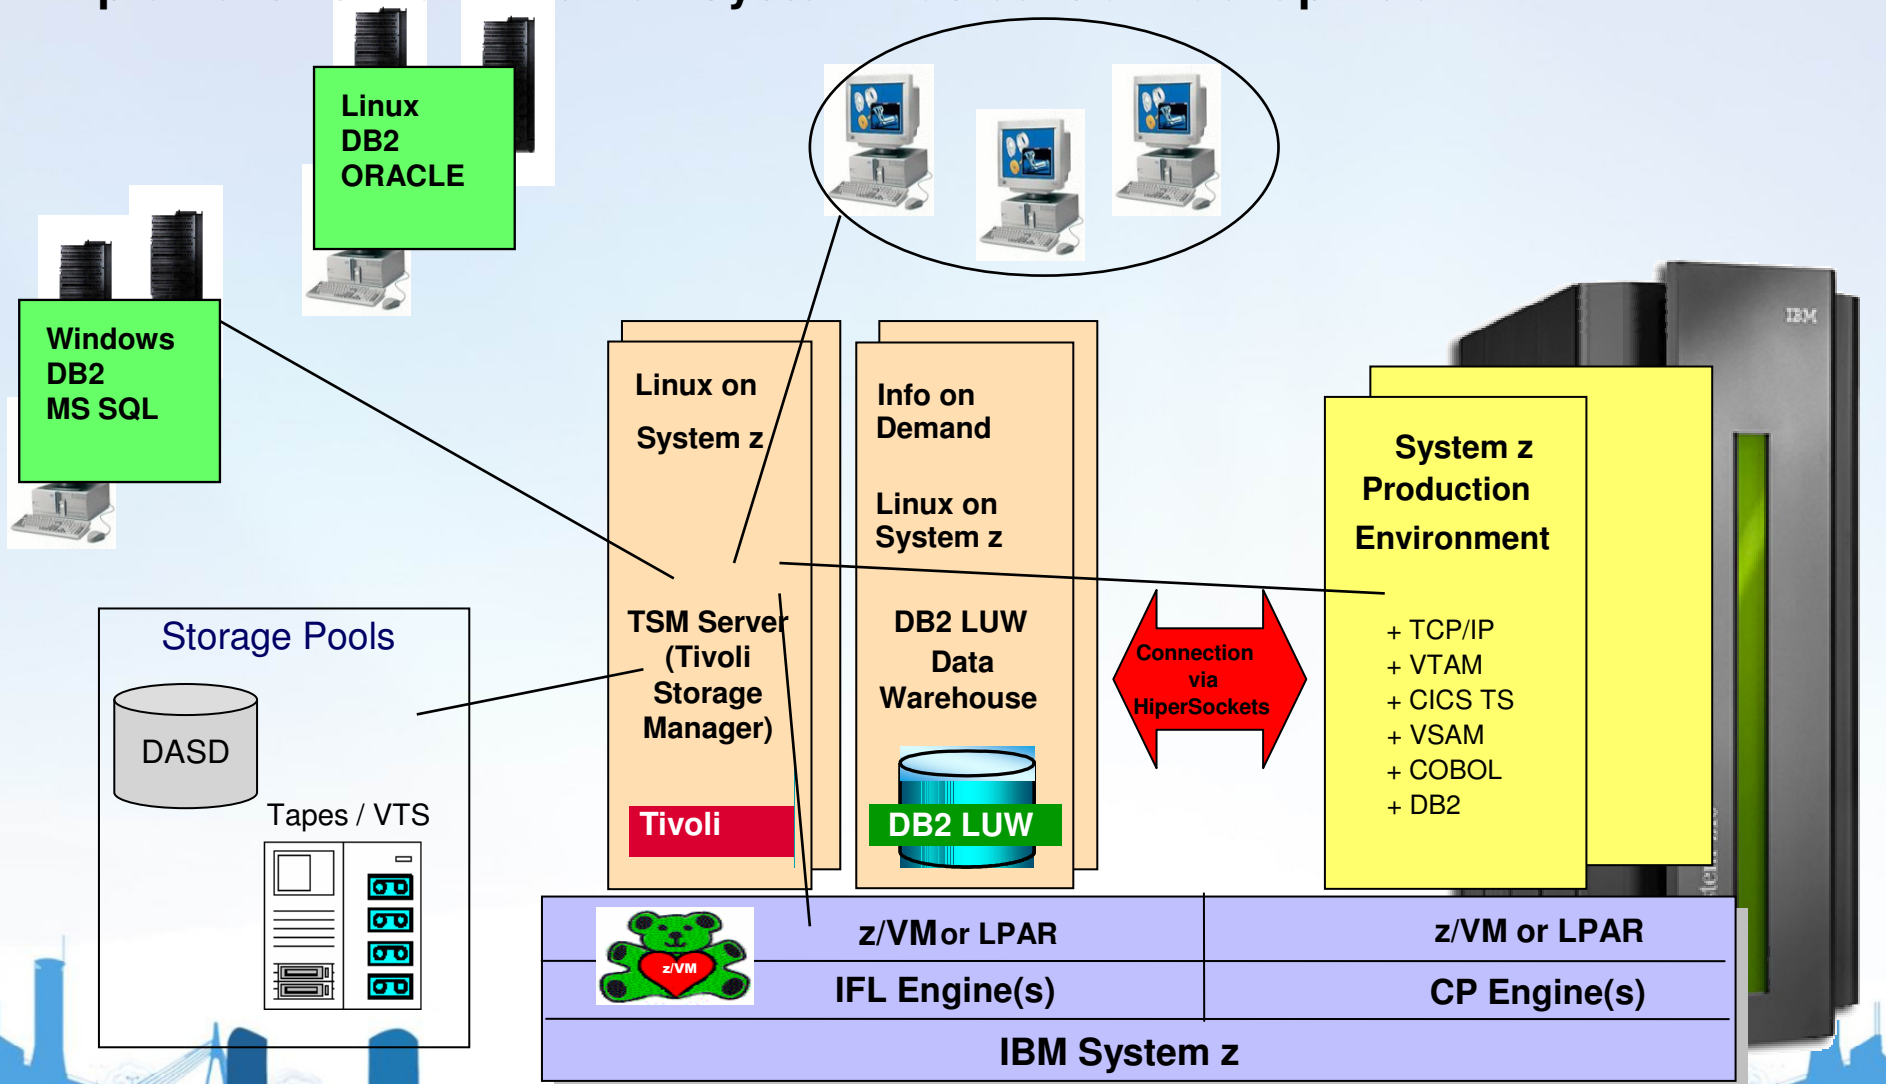 Linux
DB2
ORACLE
Windows
DB2
MS SQL
Linux on
System z
Info on
Demand
Linux on
System z
TSM Server
(Tivoli
Storage
Manager)
Tivoli
DB2 LUW
Data
Warehouse
DB2 LUW
Connection
via
HiperSockets
IBM
System z
Production
Environment
+ TCP/IP
+ VTAM
+ CICS TS
+ VSAM
+ COBOL
+ DB2
Storage Pools
DASD
Tapes / VTS
z/VM
z/VM or LPAR
z/VM or LPAR
IFL Engine(s)
CP Engine(s)
IBM System z